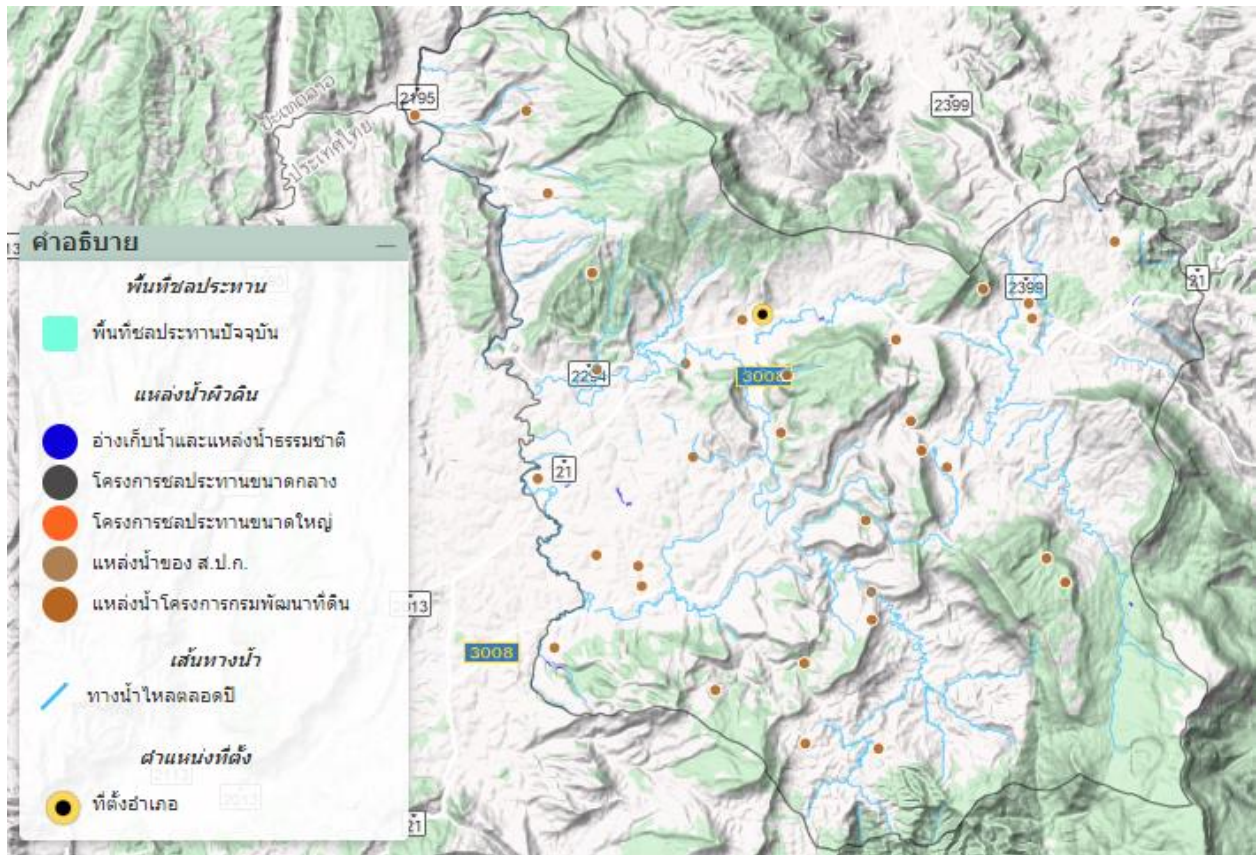 2195
2399
ประเทศลาว
ประเทศไทย
คำอธิบาย
พื้นที่ชลประทาน
พื้นที่ชลประทานปัจจุบัน
แหล่งน้ำผิวดิน
อ่างเก็บน้ำและแหล่งน้ำธรรมชาติ
โครงการชลประทานขนาดกลาง
โครงการชลประทานขนาดใหญ่
แหล่งน้ำของ ส.ป.ก.
แหล่งน้ำโครงการกรมพัฒนาที่ดิน
เส้นทางน้ำ
ทางน้ำไหลตลอดปี
ตำแหน่งที่ตั้ง
ที่ตั้งอำเภอ
21
2399
2294
3008
21
2013
3008
2113
2013
21